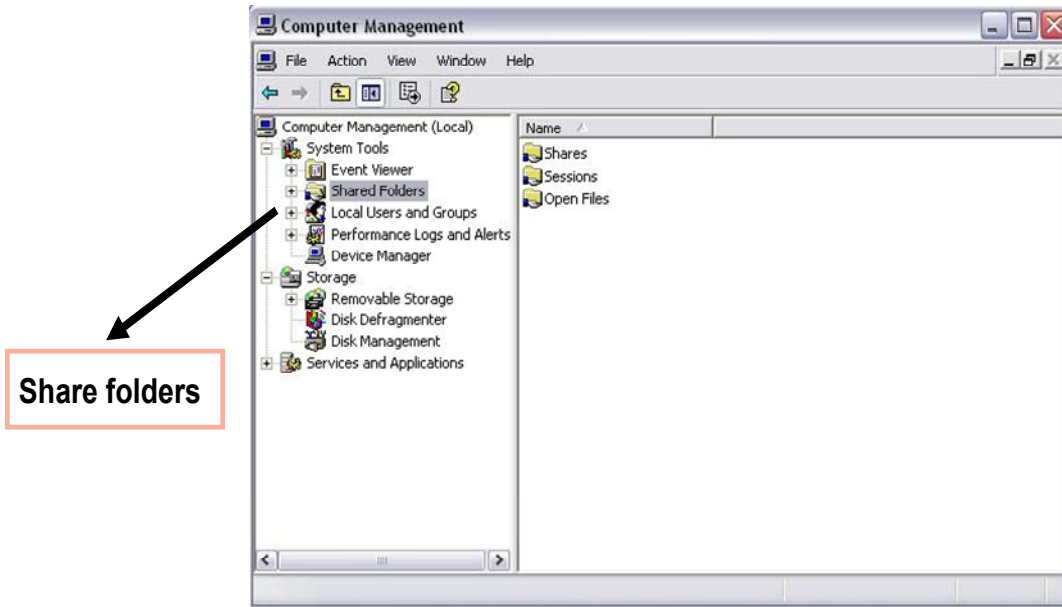 Computer Management
File Action View Window Help
Computer Management (Local)
System Tools
Event Viewer
Shared Folders
Local Users and Groups
Performance Logs and Alerts
Device Manager
Storage
Removable Storage
Disk Defragmenter
Disk Management
Services and Applications
Name
Shares
Sessions
Open Files
Share folders